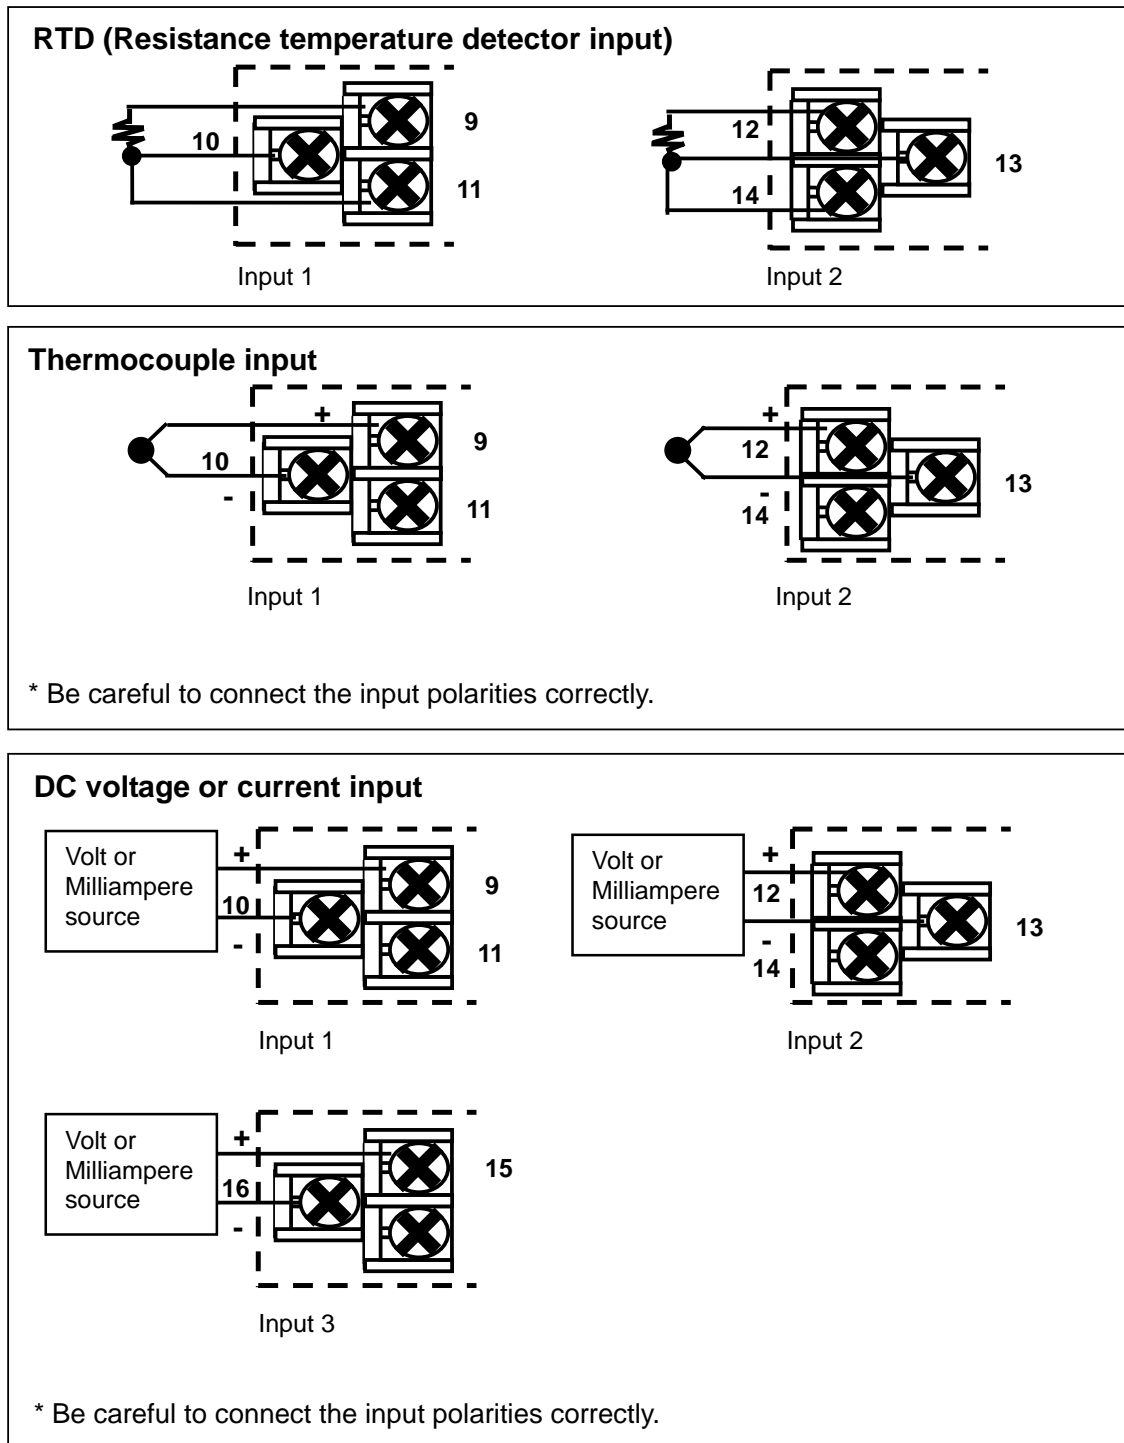 RTD (Resistance temperature detector input)
9
10
11
Input 1
12
13
14
Input 2
Thermocouple input
+
9
10
-
11
Input 1
+
12
13
-
14
Input 2
* Be careful to connect the input polarities correctly.
DC voltage or current input
Volt or
Milliampere
source
+
9
10
-
11
Input 1
Volt or
Milliampere
source
+
12
13
-
14
Input 2
Volt or
Milliampere
source
+
15
16
-
Input 3
* Be careful to connect the input polarities correctly.